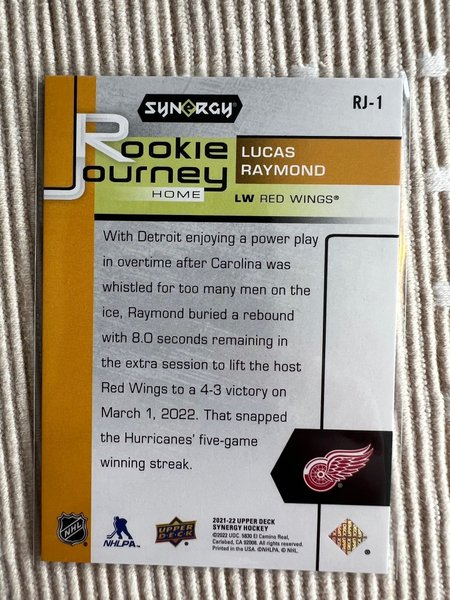 SYNERGY®
RJ-1
Rookie
Journey
HOME
LUCAS
RAYMOND
LW RED WINGS®
With Detroit enjoying a power play
in overtime after Carolina was
whistled for too many men on the
ice, Raymond buried a rebound
with 8.0 seconds remaining in
the extra session to lift the host
Red Wings to a 4-3 victory on
March 1, 2022. That snapped
the Hurricanes' five-game
winning streak.
NHL
NHLPA
UPPER
DECK
2021-22 UPPER DECK
SYNERGY HOCKEY
©2022 UDC. 5830 El Camino Real,
Carlsbad, CA 92008. All rights reserved.
Printed in the USA. ©NHLPA. © NHL.